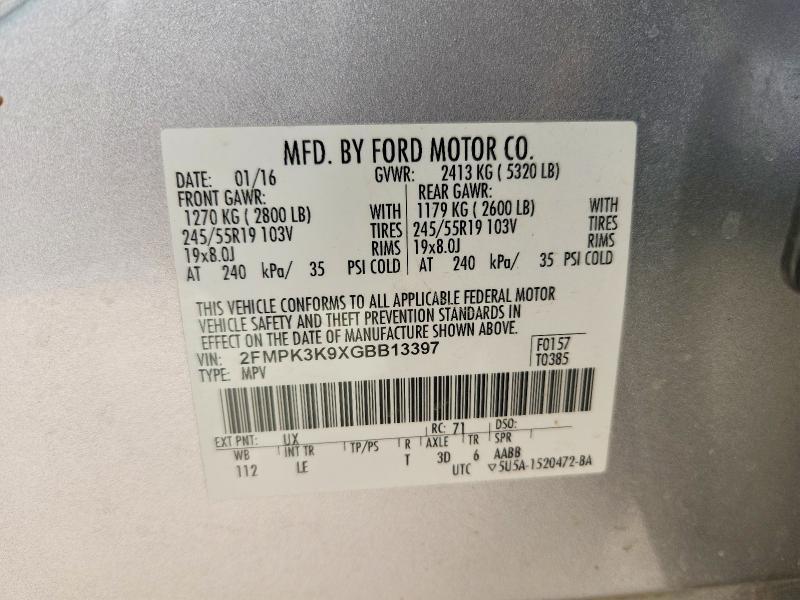 MFD. BY FORD MOTOR CO.
DATE: 01/16 GVWR: 2413 KG ( 5320 LB)
FRONT GAWR: REAR GAWR:
1270 KG ( 2800 LB) WITH 1179 KG ( 2600 LB) WITH
245/55R19 103V TIRES 245/55R19 103V TIRES
19x8.0J RIMS 19x8.0J RIMS
AT 240 kPa/ 35 PSI COLD AT 240 kPa/ 35 PSI COLD
THIS VEHICLE CONFORMS TO ALL APPLICABLE FEDERAL MOTOR
VEHICLE SAFETY AND THEFT PREVENTION STANDARDS IN
EFFECT ON THE DATE OF MANUFACTURE SHOWN ABOVE.
VIN: 2FMPK3K9XGBB13397 F0157
TYPE: MPV T0385
EXT PNT: UX RC: 71 DSO:
WB INT TR TP/PS R AXLE TR SPR
112 LE T 3D 6 AABB
UTC ▽5U5A-1520472-BA